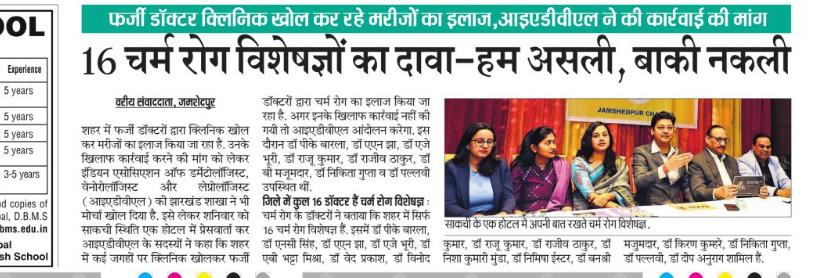 OOL
Experience
5 years
5 years
5 years
5 years
3-5 years
d copies of
al, D.B.M.S
bms.edu.in
pal
sh School
फर्जी डॉक्टर क्लिनिक खोल कर रहे मरीजों का इलाज,आइएडीवीएल ने की कार्रवाई की मांग
16 चर्म रोग विशेषज्ञों का दावा–हम असली, बाकी नकली
वरीय संवाददाता, जमशेदपुर
शहर में फर्जी डॉक्टरों द्वारा क्लिनिक खोल
कर मरीजों का इलाज किया जा रहा है. उनके
खिलाफ कार्रवाई करने की मांग को लेकर
इंडियन एसोसिएशन ऑफ डर्मेटोलॉजिस्ट,
वेनोरोलॉजिस्ट और लेप्रोलॉजिस्ट
(आइएडीवीएल) की झारखंड शाखा ने भी
मोर्चा खोल दिया है. इसे लेकर शनिवार को
साकची स्थिति एक होटल में प्रेसवार्ता कर
आइएडीवीएल के सदस्यों ने कहा कि शहर
में कई जगहों पर क्लिनिक खोलकर फर्जी
डॉक्टरों द्वारा चर्म रोग का इलाज किया जा
रहा है. अगर इनके खिलाफ कार्रवाई नहीं की
गयी तो आइएडीवीएल आंदोलन करेगा. इस
दौरान डॉ पीके बारला, डॉ एएन झा, डॉ एजे
भूरी, डॉ राजू कुमार, डॉ राजीव ठाकुर, डॉ
बी मजूमदार, डॉ निकिता गुप्ता व डॉ पल्लवी
उपस्थित थीं.
जिले में कुल 16 डॉक्टर हैं चर्म रोग विशेषज्ञ :
चर्म रोग के डॉक्टरों ने बताया कि शहर में सिर्फ
16 चर्म रोग विशेषज्ञ हैं. इसमें डॉ पीके बारला,
डॉ एनसी सिंह, डॉ एएन झा, डॉ एजे भूरी, डॉ
एबी भट्टा मिश्रा, डॉ वेद प्रकाश, डॉ विनोद
JAMSHEDPUR CHA
साकची के एक होटल में अपनी बात रखते चर्म रोग विशेषज्ञ.
कुमार, डॉ राजू कुमार, डॉ राजीव ठाकुर, डॉ
निशा कुमारी मुंडा, डॉ निमिषा ईस्टर, डॉ बनश्री
मजुमदार, डॉ किरण कुम्हरे, डॉ निकिता गुप्ता,
डॉ पल्लवी, डॉ दीप अनुराग शामिल हैं.